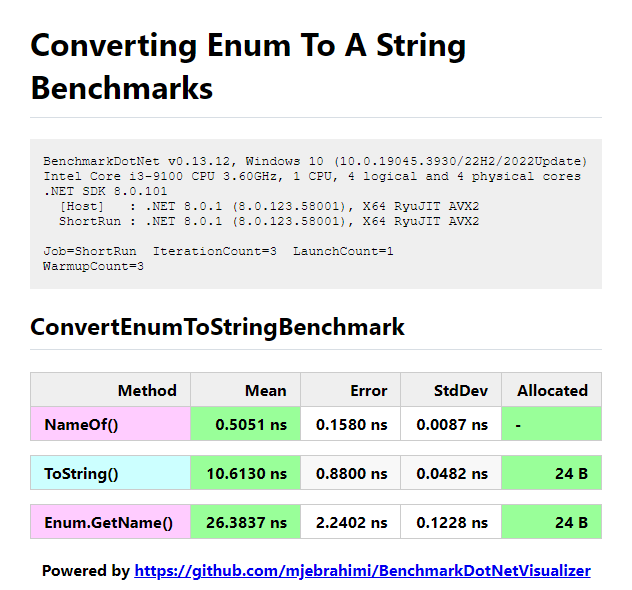 Converting Enum To A String
Benchmarks
BenchmarkDotNet v0.13.12, Windows 10 (10.0.19045.3930/22H2/2022Update)
Intel Core i3-9100 CPU 3.60GHz, 1 CPU, 4 logical and 4 physical cores
.NET SDK 8.0.101
  [Host]   : .NET 8.0.1 (8.0.123.58001), X64 RyuJIT AVX2
  ShortRun : .NET 8.0.1 (8.0.123.58001), X64 RyuJIT AVX2
Job=ShortRun  IterationCount=3  LaunchCount=1
WarmupCount=3
ConvertEnumToStringBenchmark
Method Mean Error StdDev Allocated
NameOf() 0.5051 ns 0.1580 ns 0.0087 ns -
ToString() 10.6130 ns 0.8800 ns 0.0482 ns 24 B
Enum.GetName() 26.3837 ns 2.2402 ns 0.1228 ns 24 B
Powered by https://github.com/mjebrahimi/BenchmarkDotNetVisualizer